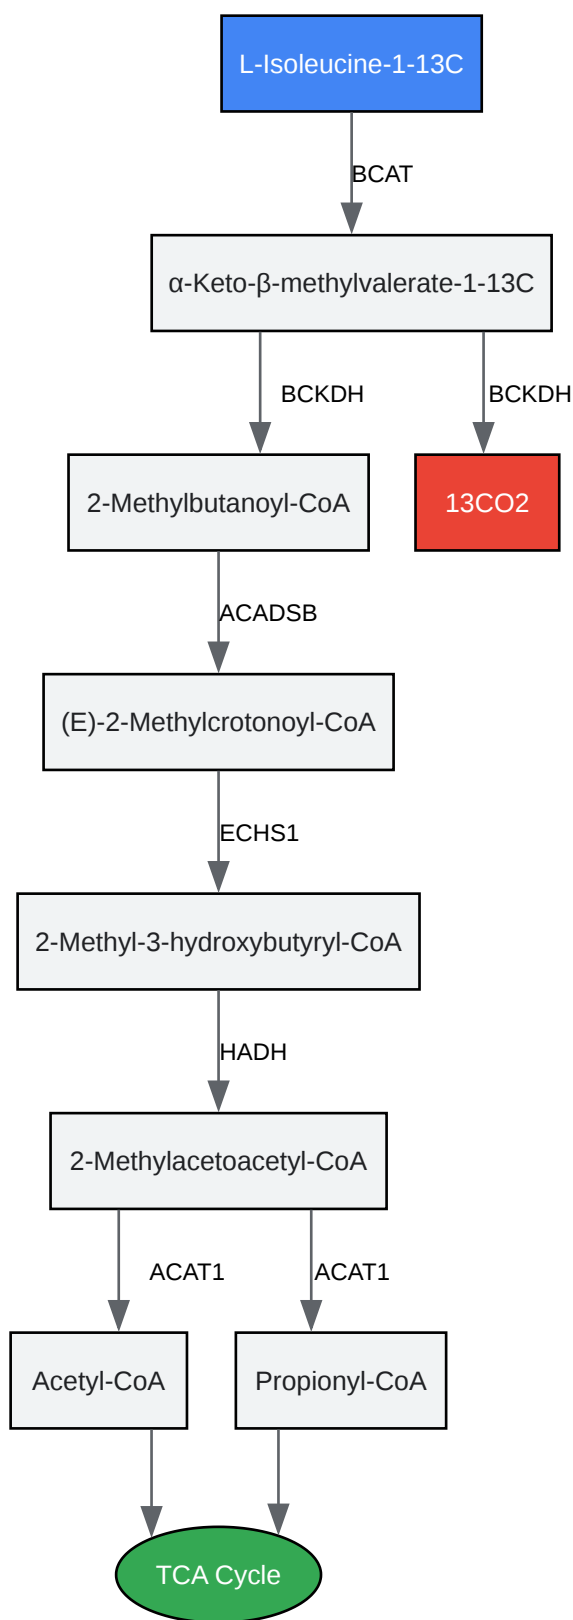 L-Isoleucine-1-13C
BCAT
α-Keto-β-methylvalerate-1-13C
BCKDH
BCKDH
2-Methylbutanoyl-CoA
13CO2
ACADSB
(E)-2-Methylcrotonoyl-CoA
ECHS1
2-Methyl-3-hydroxybutyryl-CoA
HADH
2-Methylacetoacetyl-CoA
ACAT1
ACAT1
Acetyl-CoA
Propionyl-CoA
TCA Cycle